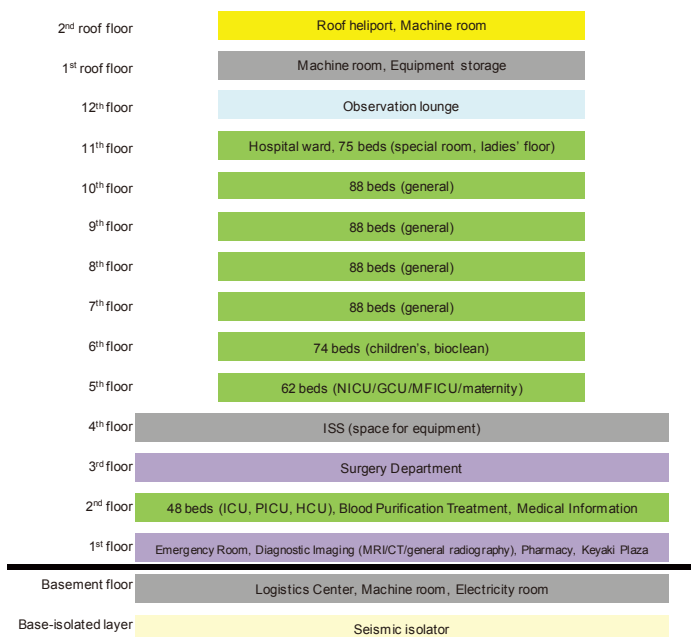 2nd roof floor Roof heliport, Machine room
1st roof floor Machine room, Equipment storage
12th floor Observation lounge
11th floor Hospital ward, 75 beds (special room, ladies' floor)
10th floor 88 beds (general)
9th floor 88 beds (general)
8th floor 88 beds (general)
7th floor 88 beds (general)
6th floor 74 beds (children's, bioclean)
5th floor 62 beds (NICU/GCU/MFICU/maternity)
4th floor ISS (space for equipment)
3rd floor Surgery Department
2nd floor 48 beds (ICU, PICU, HCU), Blood Purification Treatment, Medical Information
1st floor Emergency Room, Diagnostic Imaging (MRI/CT/general radiography), Pharmacy, Keyaki Plaza
Basement floor Logistics Center, Machine room, Electricity room
Base-isolated layer Seismic isolator